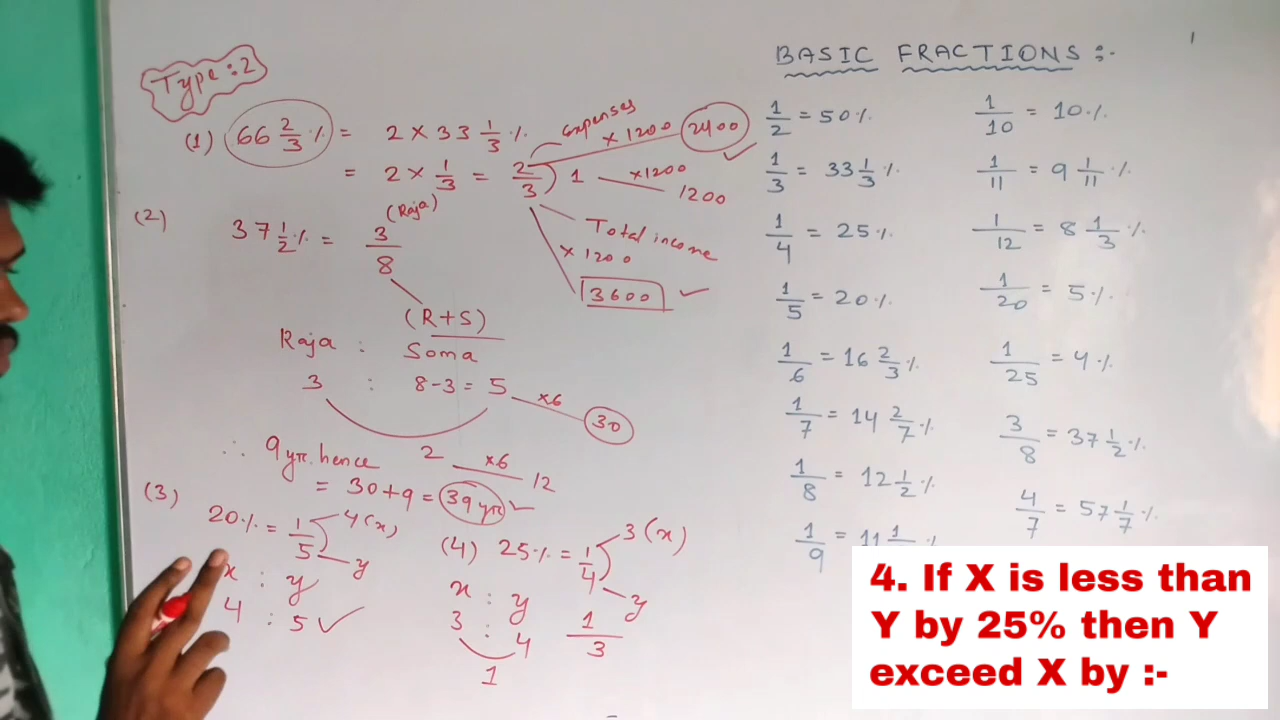 Type:2
(1) 66 2/3 % = 2 × 33 1/3 %
= 2 × 1/3 = 2/3 ) 1
expenses
× 1200 2400
×1200
1200
Total income
× 1200
3600
(2) 37 1/2 % = 3/8
(Raja)
(R+S)
Raja : Soma
3 : 8-3 = 5
×6
30
∴ 9 yr. hence 2 ×6 12
= 30+9 = 39 yr.
(3) 20% = 1/5
4(x)
y
x : y
4 : 5
(4) 25% = 1/4
3(x)
y
x : y
3 : 4
1
1/3
BASIC FRACTIONS :-
1/2 = 50%
1/3 = 33 1/3 %
1/4 = 25%
1/5 = 20%
1/6 = 16 2/3 %
1/7 = 14 2/7 %
1/8 = 12 1/2 %
1/9 = 11 1 %
1/10 = 10%
1/11 = 9 1/11 %
1/12 = 8 1/3 %
1/20 = 5%
1/25 = 4%
3/8 = 37 1/2 %
4/7 = 57 1/7 %
4. If X is less than
Y by 25% then Y
exceed X by :-